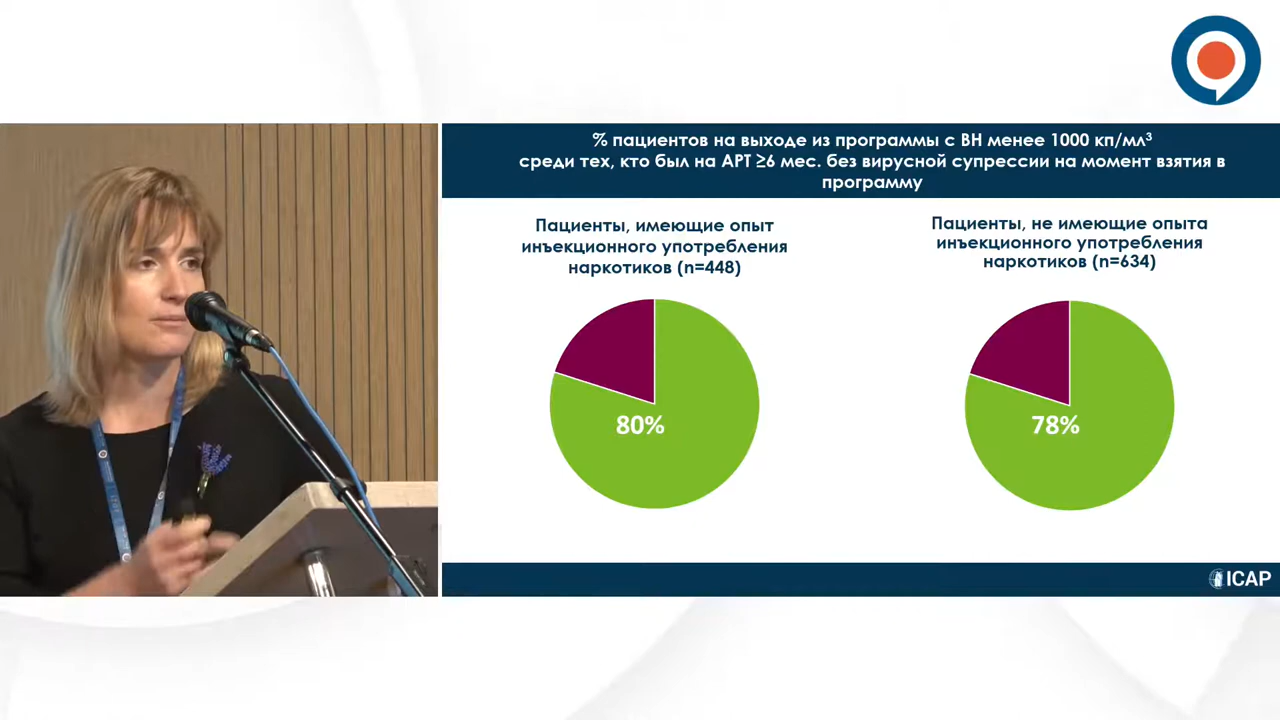 % пациентов на выходе из программы с ВН менее 1000 кп/мл³
среди тех, кто был на АРТ ≥6 мес. без вирусной супрессии на момент взятия в
программу
Пациенты, имеющие опыт
инъекционного употребления
наркотиков (n=448)
Пациенты, не имеющие опыта
инъекционного употребления
наркотиков (n=634)
80%
78%
ICAP